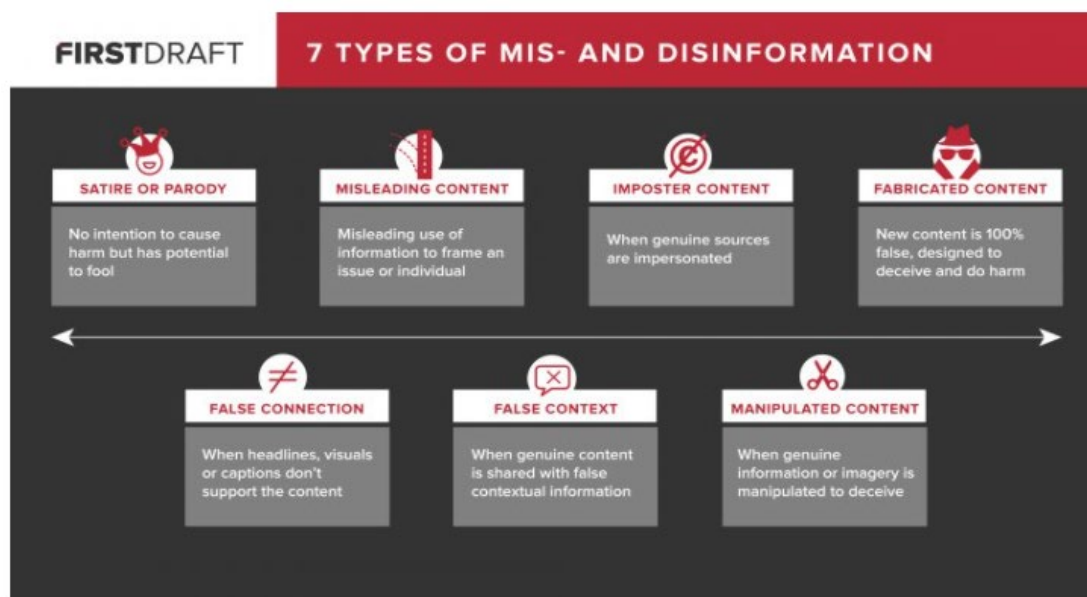 FIRSTDRAFT
7 TYPES OF MIS- AND DISINFORMATION
SATIRE OR PARODY
No intention to cause
harm but has potential
to fool
MISLEADING CONTENT
Misleading use of
information to frame an
issue or individual
IMPOSTER CONTENT
When genuine sources
are impersonated
FABRICATED CONTENT
New content is 100%
false, designed to
deceive and do harm
FALSE CONNECTION
When headlines, visuals
or captions don't
support the content
FALSE CONTEXT
When genuine content
is shared with false
contextual information
MANIPULATED CONTENT
When genuine
information or imagery is
manipulated to deceive